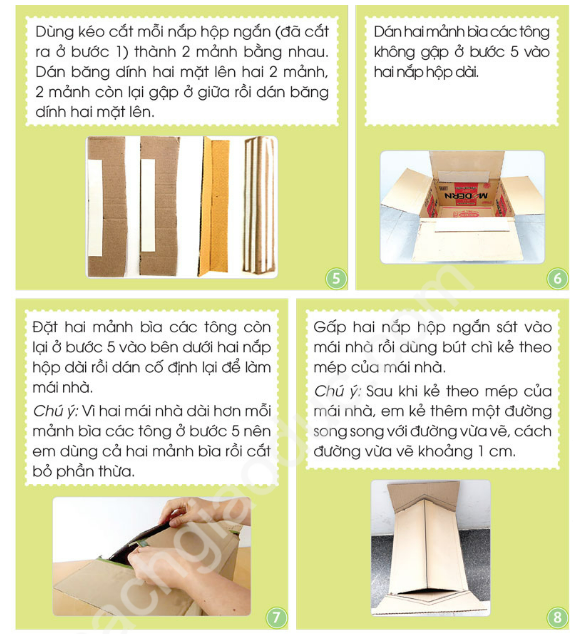 Dùng kéo cắt mỗi nắp hộp ngắn (đã cắt
ra ở bước 1) thành 2 mảnh bằng nhau.
Dán băng dính hai mặt lên hai 2 mảnh,
2 mảnh còn lại gập ở giữa rồi dán băng
dính hai mặt lên.
5
Dán hai mảnh bìa các tông
không gập ở bước 5 vào
hai nắp hộp dài.
MODERN
6
Đặt hai mảnh bìa các tông còn
lại ở bước 5 vào bên dưới hai nắp
hộp dài rồi dán cố định lại để làm
mái nhà.
Chú ý: Vì hai mái nhà dài hơn mỗi
mảnh bìa các tông ở bước 5 nên
em dùng cả hai mảnh bìa rồi cắt
bỏ phần thừa.
7
Gấp hai nắp hộp ngắn sát vào
mái nhà rồi dùng bút chì kẻ theo
mép của mái nhà.
Chú ý: Sau khi kẻ theo mép của
mái nhà, em kẻ thêm một đường
song song với đường vừa vẽ, cách
đường vừa vẽ khoảng 1 cm.
8